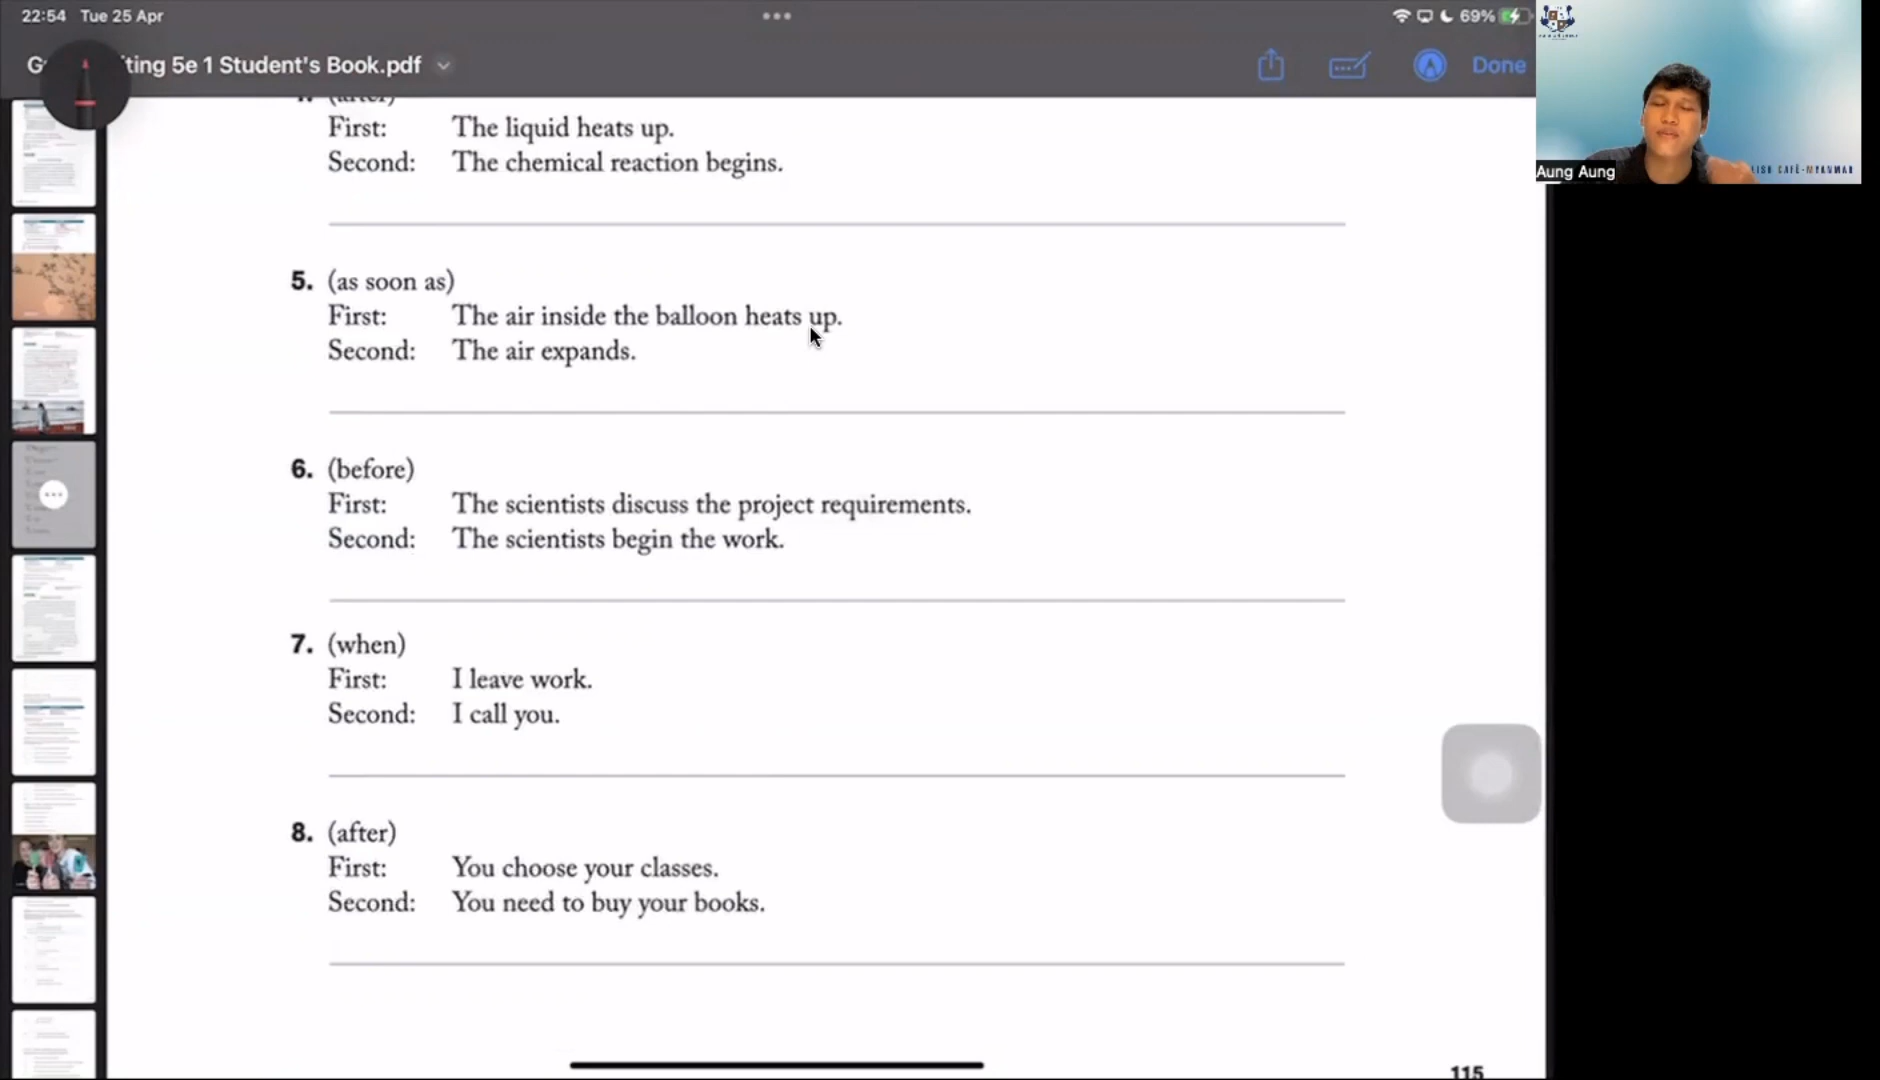 22:54 Tue 25 Apr
69%
ting 5e 1 Student's Book.pdf
Done
(after)
First: The liquid heats up.
Second: The chemical reaction begins.
5. (as soon as)
First: The air inside the balloon heats up.
Second: The air expands.
6. (before)
First: The scientists discuss the project requirements.
Second: The scientists begin the work.
7. (when)
First: I leave work.
Second: I call you.
8. (after)
First: You choose your classes.
Second: You need to buy your books.
115
Aung Aung
CAFÉ-MYANMAR